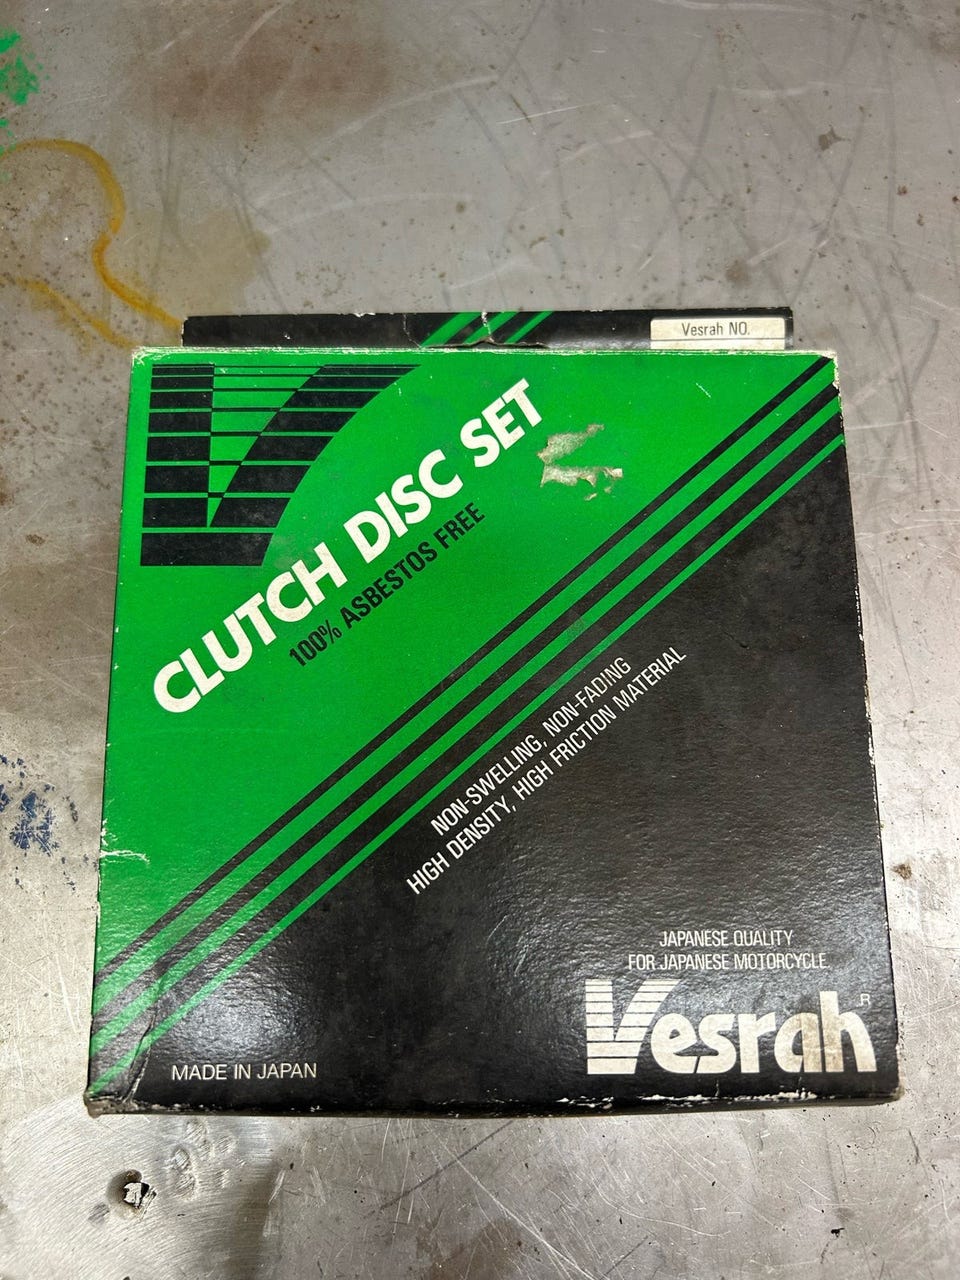 Vesrah NO.
CLUTCH DISC SET
100% ASBESTOS FREE
NON-SWELLING, NON-FADING
HIGH DENSITY, HIGH FRICTION MATERIAL
JAPANESE QUALITY
FOR JAPANESE MOTORCYCLE.
Vesrah R
MADE IN JAPAN